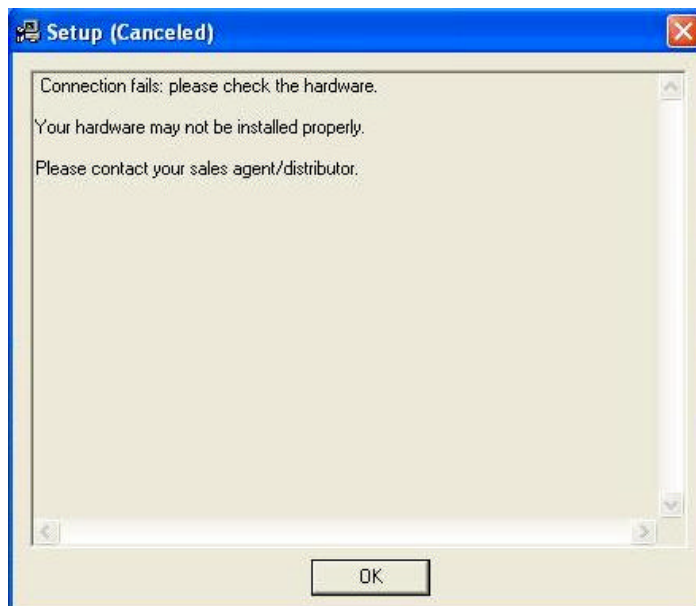 Setup (Canceled)
Connection fails: please check the hardware.
Your hardware may not be installed properly.
Please contact your sales agent/distributor.
OK